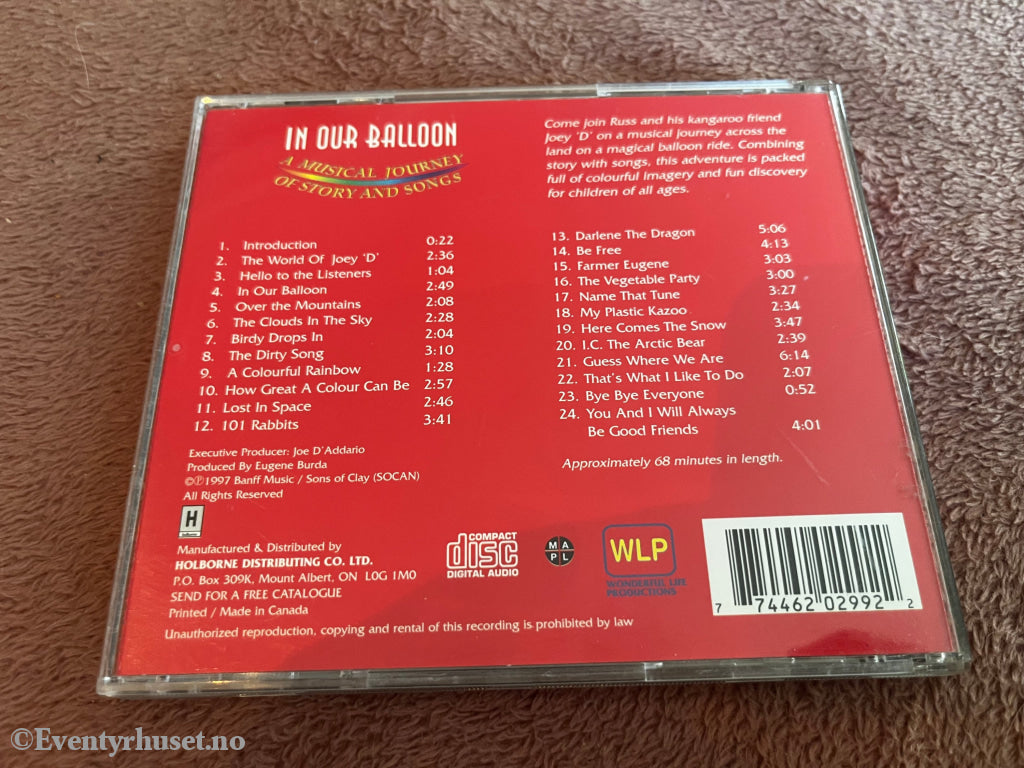 IN OUR BALLOON
A MUSICAL JOURNEY
OF STORY AND SONGS
Come join Russ and his kangaroo friend
Joey 'D' on a musical journey across the
land on a magical balloon ride. Combining
story with songs, this adventure is packed
full of colourful imagery and fun discovery
for children of all ages.
1. Introduction 0:22
2. The World Of Joey 'D' 2:36
3. Hello to the Listeners 1:04
4. In Our Balloon 2:49
5. Over the Mountains 2:08
6. The Clouds In The Sky 2:28
7. Birdy Drops In 2:04
8. The Dirty Song 3:10
9. A Colourful Rainbow 1:28
10. How Great A Colour Can Be 2:57
11. Lost In Space 2:46
12. 101 Rabbits 3:41
13. Darlene The Dragon 5:06
14. Be Free 4:13
15. Farmer Eugene 3:03
16. The Vegetable Party 3:00
17. Name That Tune 3:27
18. My Plastic Kazoo 2:34
19. Here Comes The Snow 3:47
20. I.C. The Arctic Bear 2:39
21. Guess Where We Are 6:14
22. That's What I Like To Do 2:07
23. Bye Bye Everyone 0:52
24. You And I Will Always
Be Good Friends 4:01
Approximately 68 minutes in length.
Executive Producer: Joe D'Addario
Produced By Eugene Burda
©℗1997 Banff Music / Sons of Clay (SOCAN)
All Rights Reserved
H
Manufactured & Distributed by
HOLBORNE DISTRIBUTING CO. LTD.
P.O. Box 309K, Mount Albert, ON L0G 1M0
SEND FOR A FREE CATALOGUE
Printed / Made in Canada
Unauthorized reproduction, copying and rental of this recording is prohibited by law
COMPACT
disc
DIGITAL AUDIO
M A
P L
WLP
WONDERFUL LIFE
PRODUCTIONS
7 74462 02992 2
©Eventyrhuset.no